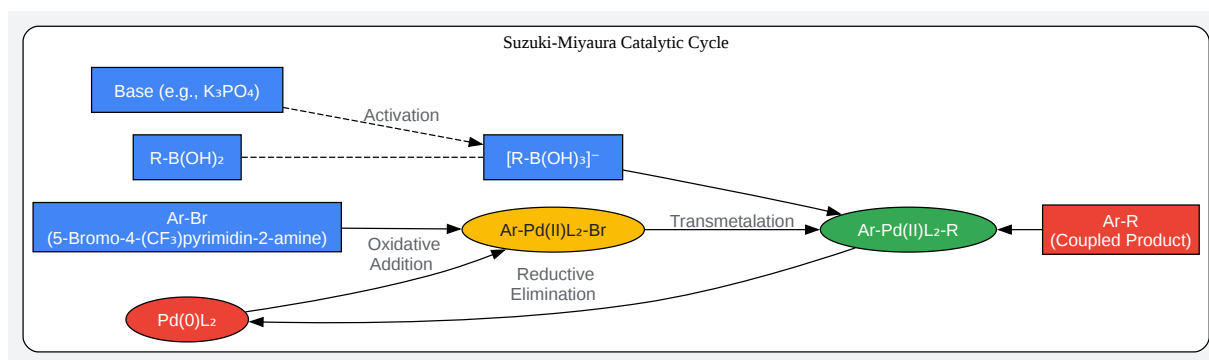 Suzuki-Miyaura Catalytic Cycle
Base (e.g., K₃PO₄)
Activation
R-B(OH)₂
[R-B(OH)₃]⁻
Ar-Br
(5-Bromo-4-(CF₃)pyrimidin-2-amine)
Oxidative
Addition
Ar-Pd(II)L₂-Br
Transmetalation
Ar-Pd(II)L₂-R
Ar-R
(Coupled Product)
Reductive
Elimination
Pd(0)L₂